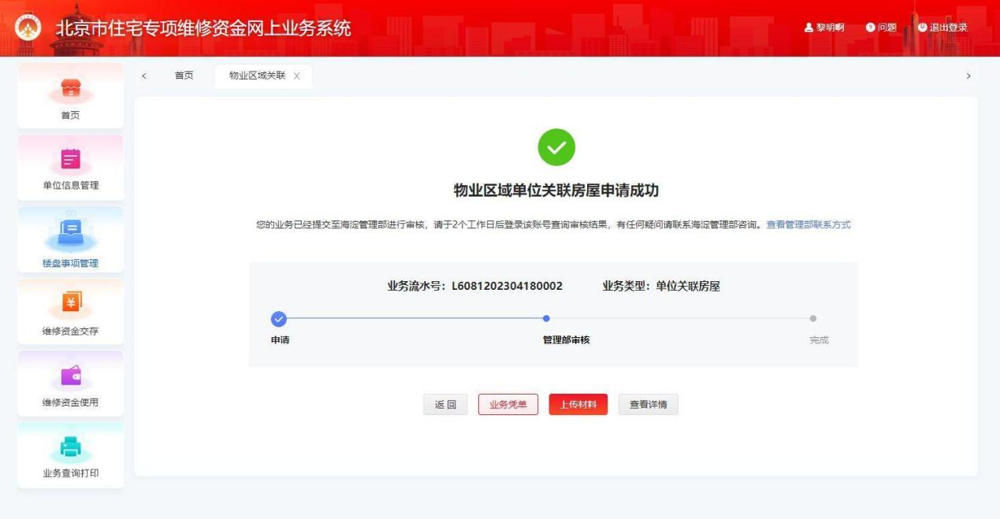 北京市住宅专项维修资金网上业务系统
黎明啊 问题 退出登录
首页 物业区域关联 X
首页
单位信息管理
楼盘事项管理
维修资金交存
维修资金使用
业务查询打印
物业区域单位关联房屋申请成功
您的业务已经提交至海淀管理部进行审核，请于2个工作日后登录该账号查询审核结果，有任何疑问请联系海淀管理部咨询。查看管理部联系方式
业务流水号：L6081202304180002 业务类型：单位关联房屋
申请 管理部审核 完成
返 回 业务凭单 上传材料 查看详情